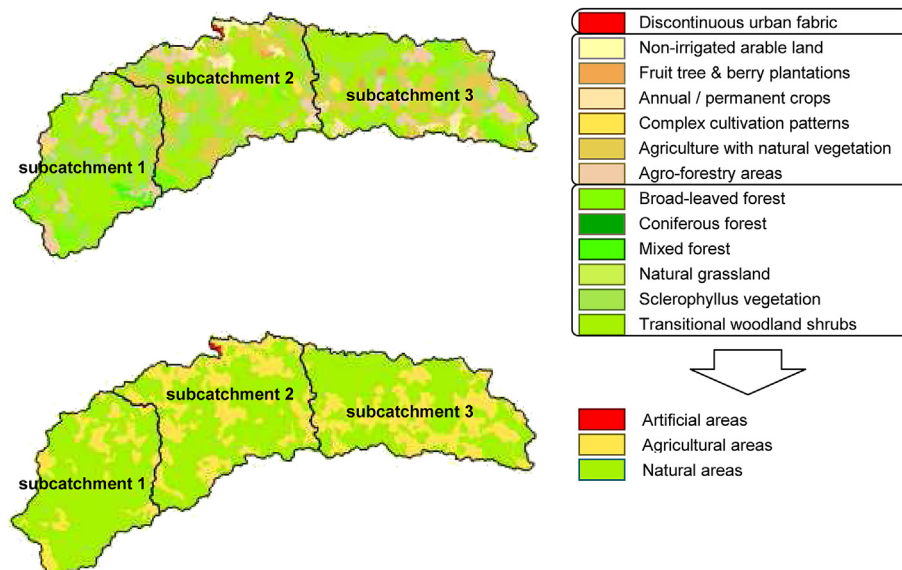 Discontinuous urban fabric
Non-irrigated arable land
Fruit tree & berry plantations
Annual / permanent crops
Complex cultivation patterns
Agriculture with natural vegetation
Agro-forestry areas
Broad-leaved forest
Coniferous forest
Mixed forest
Natural grassland
Sclerophyllus vegetation
Transitional woodland shrubs
subcatchment 2
subcatchment 3
subcatchment 1
subcatchment 2
subcatchment 3
subcatchment 1
Artificial areas
Agricultural areas
Natural areas